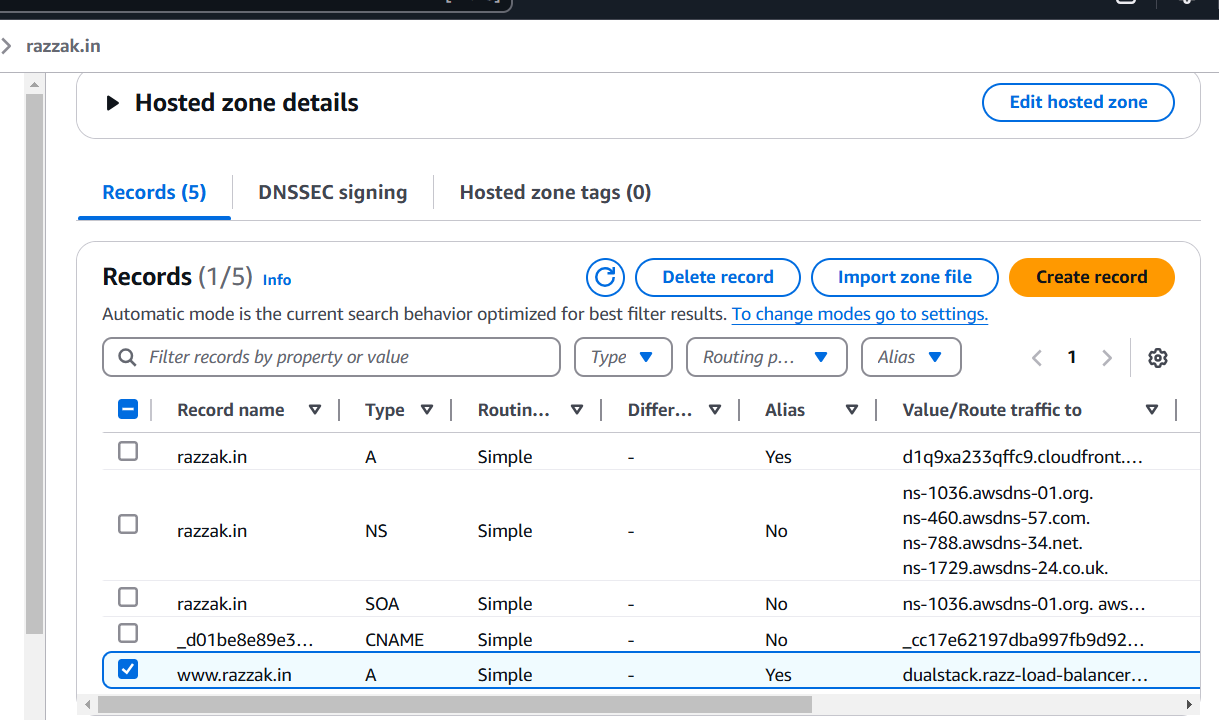 razzak.in
Hosted zone details
Edit hosted zone
Records (5)
DNSSEC signing
Hosted zone tags (0)
Records (1/5) Info
Delete record
Import zone file
Create record
Automatic mode is the current search behavior optimized for best filter results. To change modes go to settings.
Filter records by property or value
Type
Routing p...
Alias
1
Record name Type Routin... Differ... Alias Value/Route traffic to
razzak.in A Simple - Yes d1q9xa233qffc9.cloudfront....
razzak.in NS Simple - No ns-1036.awsdns-01.org.
ns-460.awsdns-57.com.
ns-788.awsdns-34.net.
ns-1729.awsdns-24.co.uk.
razzak.in SOA Simple - No ns-1036.awsdns-01.org. aws...
_d01be8e89e3... CNAME Simple - No _cc17e62197dba997fb9d92...
www.razzak.in A Simple - Yes dualstack.razz-load-balancer...